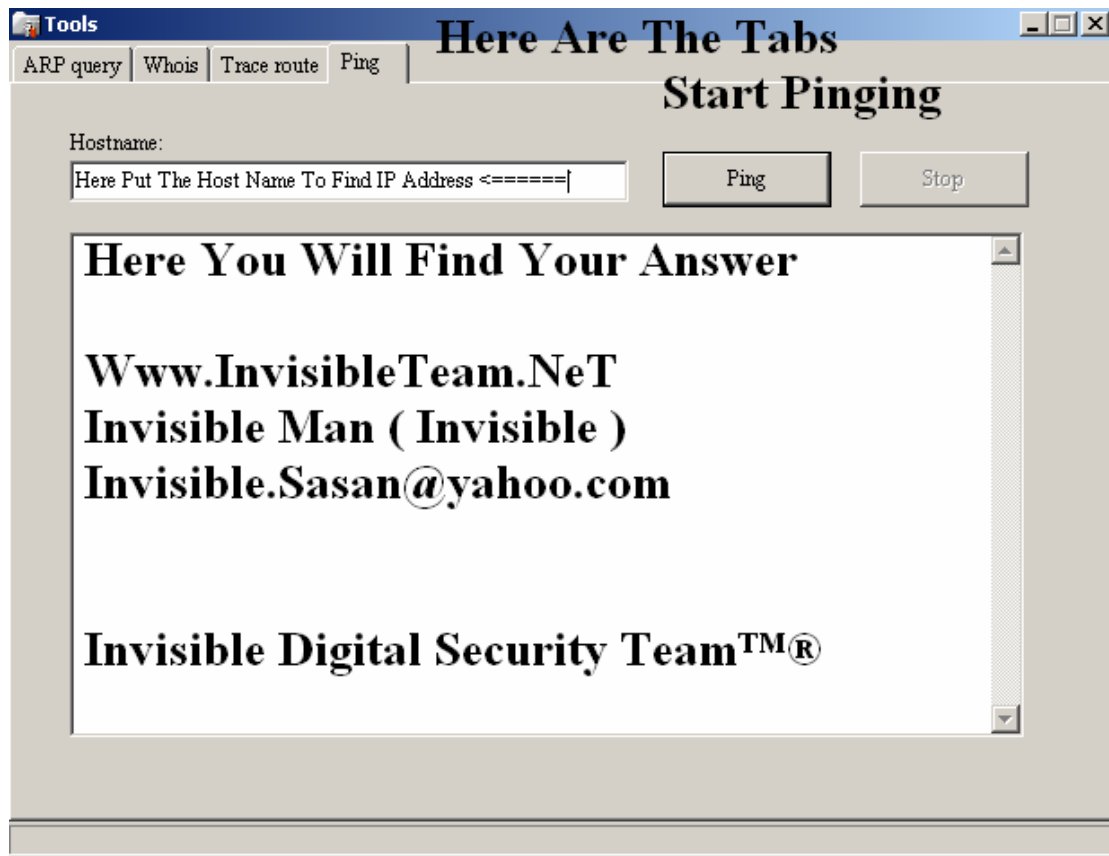 Tools
Here Are The Tabs
ARP query Whois Trace route Ping
Start Pinging
Hostname:
Here Put The Host Name To Find IP Address <======|
Ping Stop
Here You Will Find Your Answer
Www.InvisibleTeam.NeT
Invisible Man ( Invisible )
Invisible.Sasan@yahoo.com
Invisible Digital Security Team™®